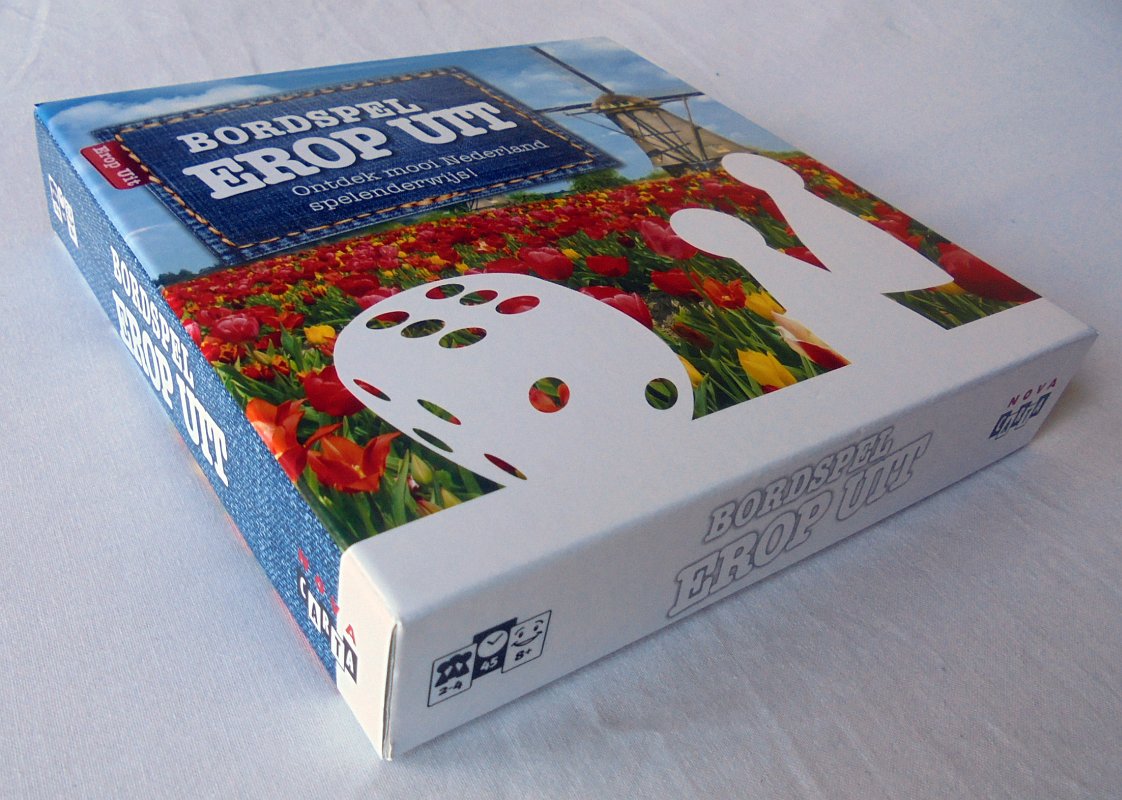 BORDSPEL
EROP UIT
Ontdek mooi Nederland
spelenderwijs!
Erop Uit
BORDSPEL
EROP UIT
NOVA
CARTA
BORDSPEL
EROP UIT
2-4
45
8+
NOVA
CARTA